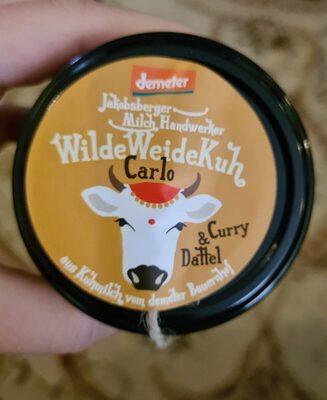 demeter
Jakobsberger
Milch Handwerker
WildeWeideKuh
Carlo
Curry
& Dattel
aus Kuhmilch vom demeter Bauernhof